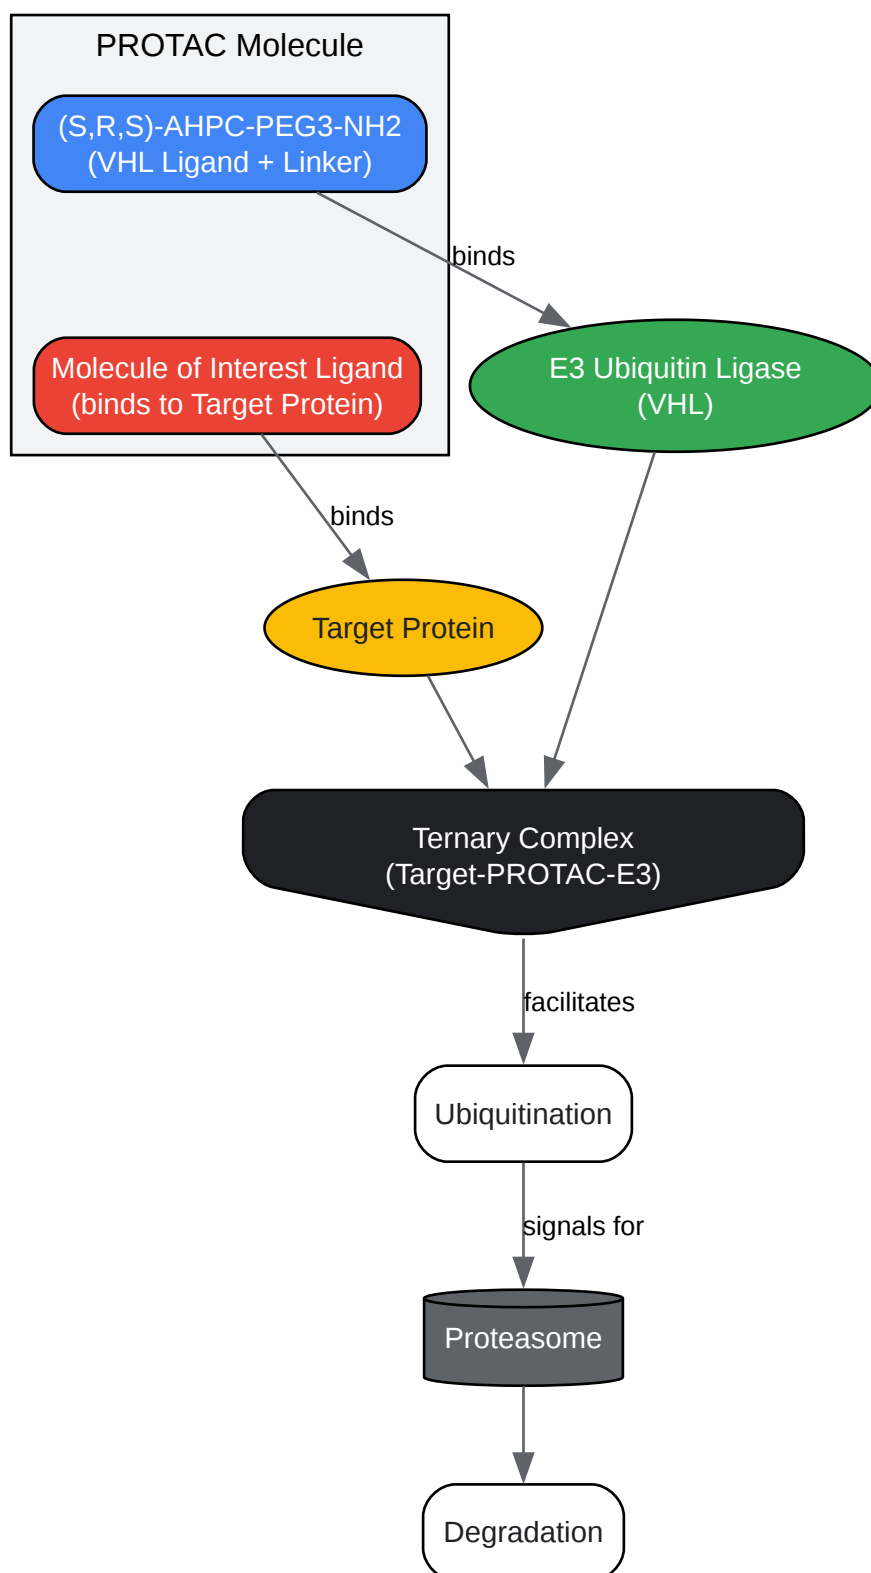 PROTAC Molecule
(S,R,S)-AHPC-PEG3-NH2
(VHL Ligand + Linker)
binds
Molecule of Interest Ligand
(binds to Target Protein)
E3 Ubiquitin Ligase
(VHL)
binds
Target Protein
Ternary Complex
(Target-PROTAC-E3)
facilitates
Ubiquitination
signals for
Proteasome
Degradation